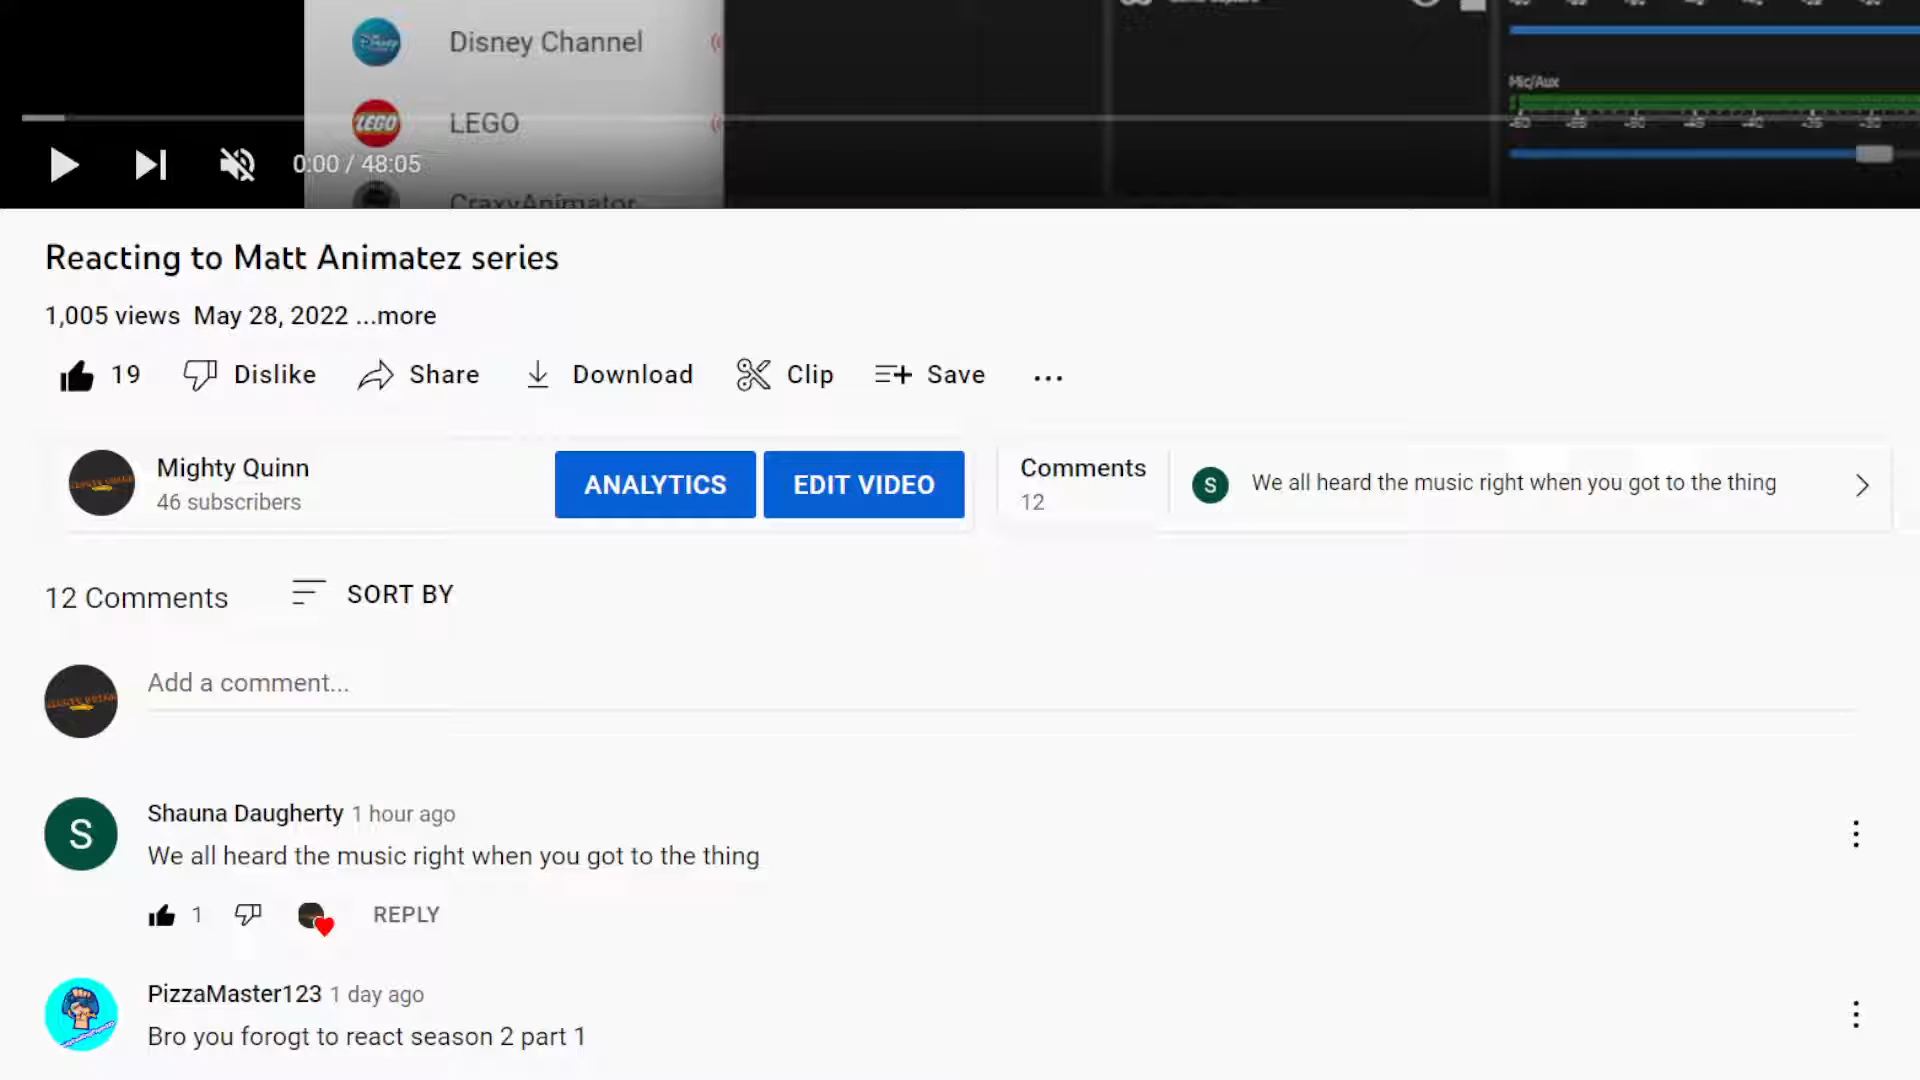 Disney Channel
LEGO
LEGO
Mic/Aux
0:00 / 48:05
CraxyAnimator
Reacting to Matt Animatez series
1,005 views May 28, 2022 ...more
19 Dislike Share Download Clip Save
Mighty Quinn
46 subscribers
ANALYTICS EDIT VIDEO
Comments
12
S We all heard the music right when you got to the thing
12 Comments SORT BY
Add a comment...
S
Shauna Daugherty 1 hour ago
We all heard the music right when you got to the thing
1 REPLY
PizzaMaster123 1 day ago
Bro you forogt to react season 2 part 1